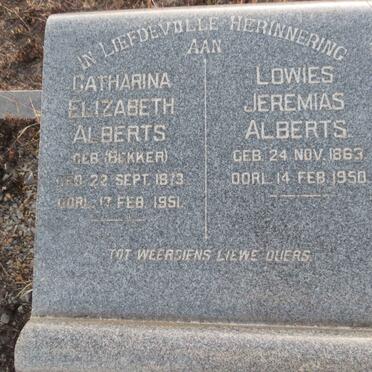 IN LIEFDEVOLLE HERINNERING
AAN
CATHARINA
ELIZABETH
ALBERTS
GEB (BEKKER)
GEB. 22 SEPT. 1873.
OORL. 17 FEB. 1951.
LOWIES
JEREMIAS
ALBERTS.
GEB. 24 NOV. 1863.
OORL. 14 FEB. 1950.
TOT WEERSIENS LIEWE OUERS.